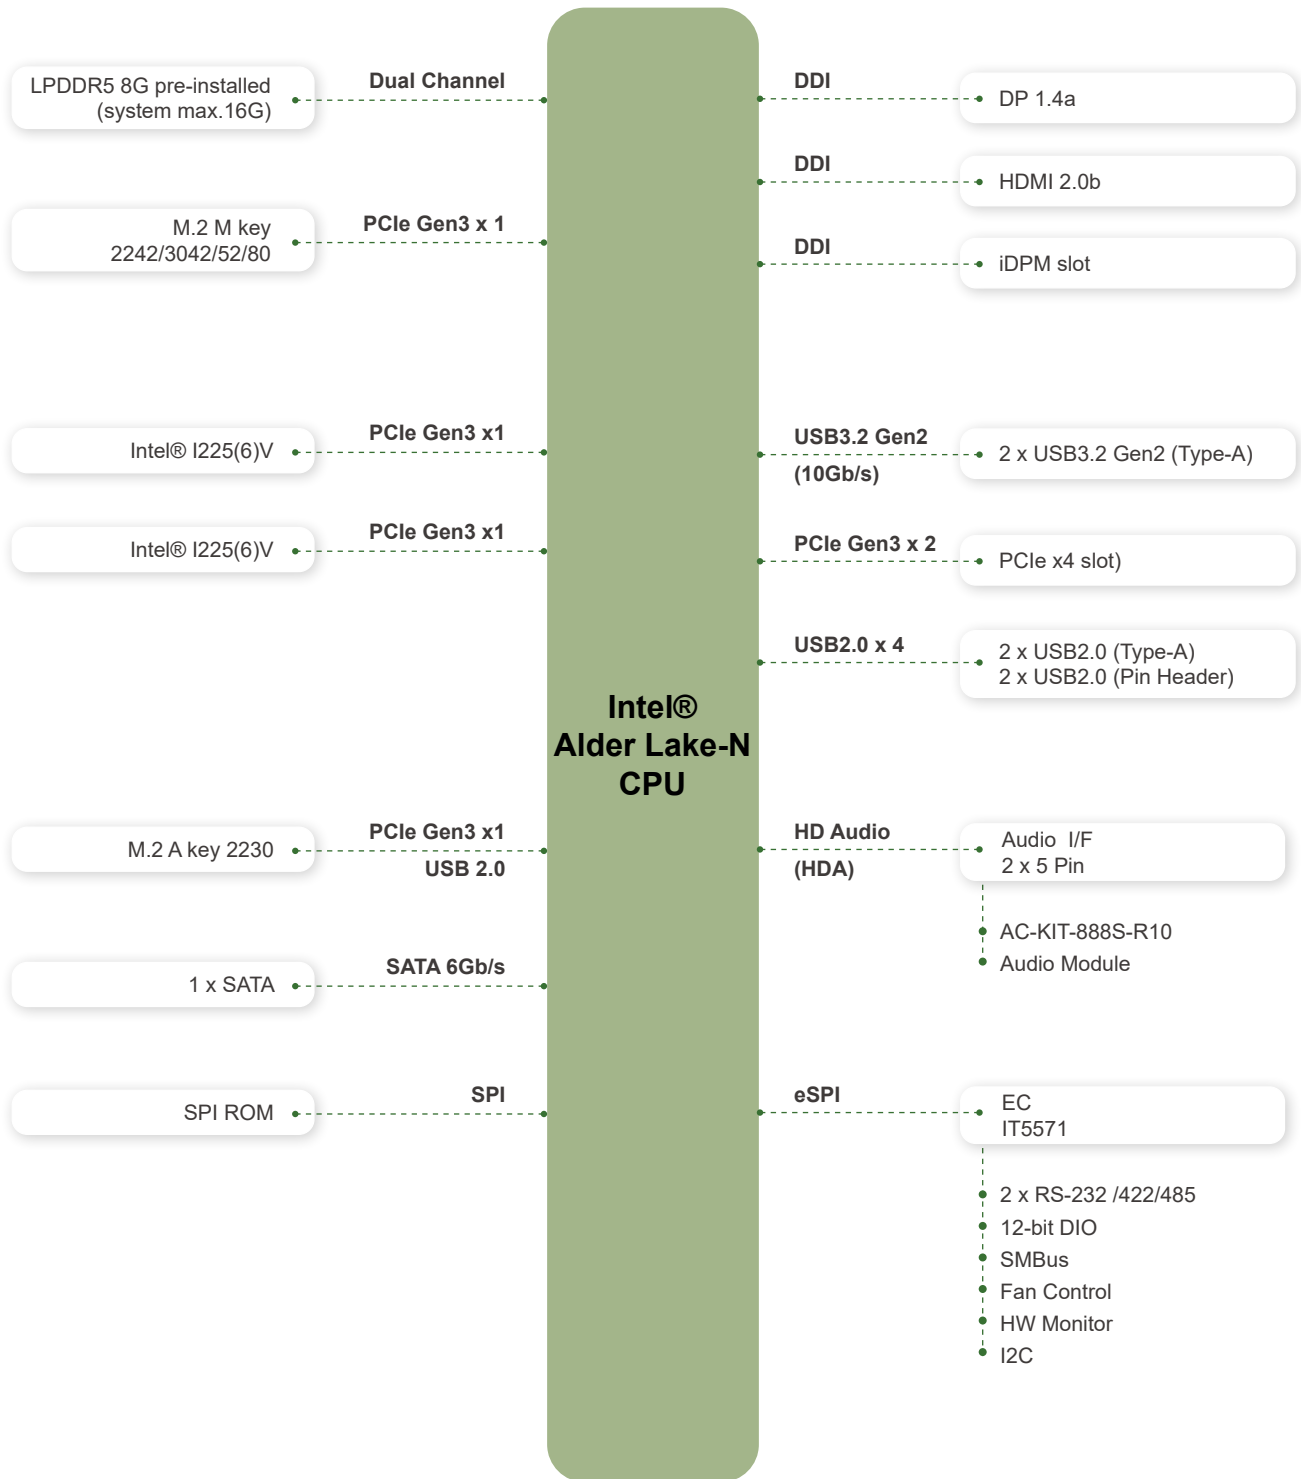 LPDDR5 8G pre-installed
(system max.16G)
Dual Channel
M.2 M key
2242/3042/52/80
PCIe Gen3 x 1
Intel® I225(6)V
PCIe Gen3 x1
Intel® I225(6)V
PCIe Gen3 x1
M.2 A key 2230
PCIe Gen3 x1
USB 2.0
1 x SATA
SATA 6Gb/s
SPI ROM
SPI
Intel®
Alder Lake-N
CPU
DDI
DP 1.4a
DDI
HDMI 2.0b
DDI
iDPM slot
USB3.2 Gen2
(10Gb/s)
2 x USB3.2 Gen2 (Type-A)
PCIe Gen3 x 2
PCIe x4 slot)
USB2.0 x 4
2 x USB2.0 (Type-A)
2 x USB2.0 (Pin Header)
HD Audio
(HDA)
Audio I/F
2 x 5 Pin
AC-KIT-888S-R10
Audio Module
eSPI
EC
IT5571
2 x RS-232 /422/485
12-bit DIO
SMBus
Fan Control
HW Monitor
I2C